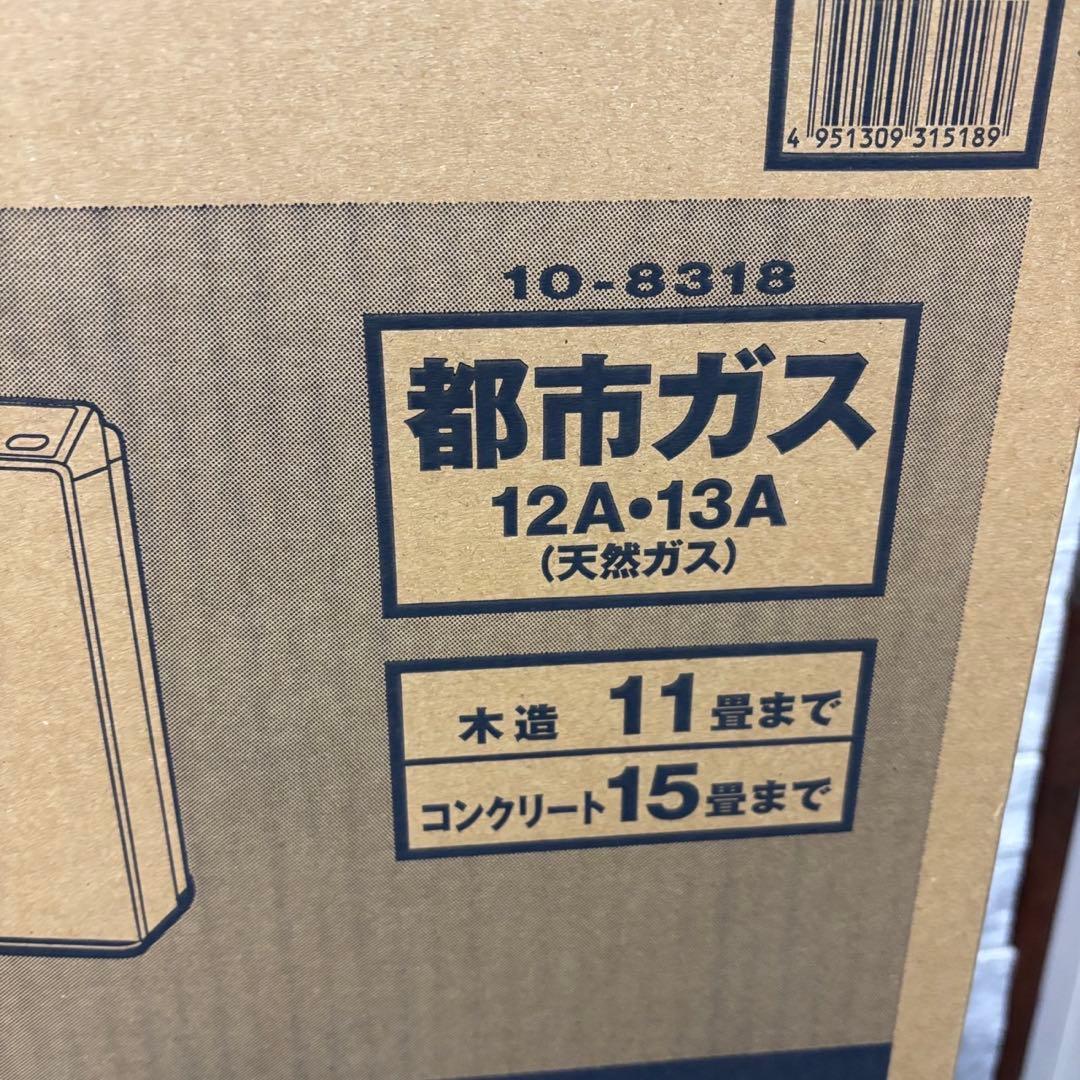 4 951309 315189
10-8318
都市ガス
12A・13A
(天然ガス)
木造 11畳まで
コンクリート15畳まで